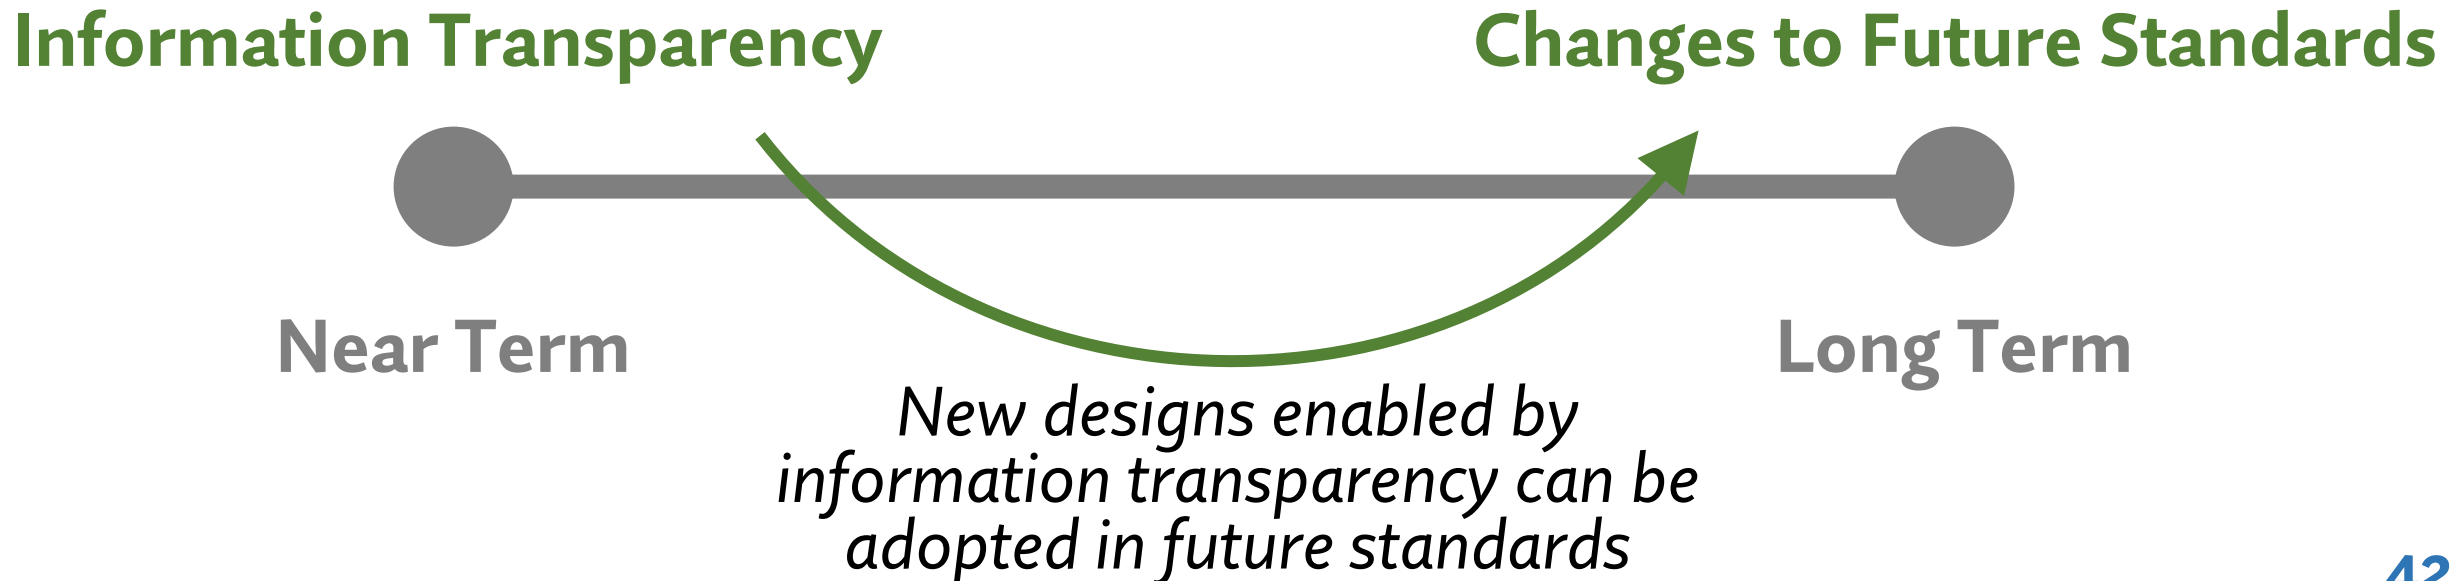 Information Transparency
Changes to Future Standards
Near Term
Long Term
New designs enabled by
information transparency can be
adopted in future standards
42